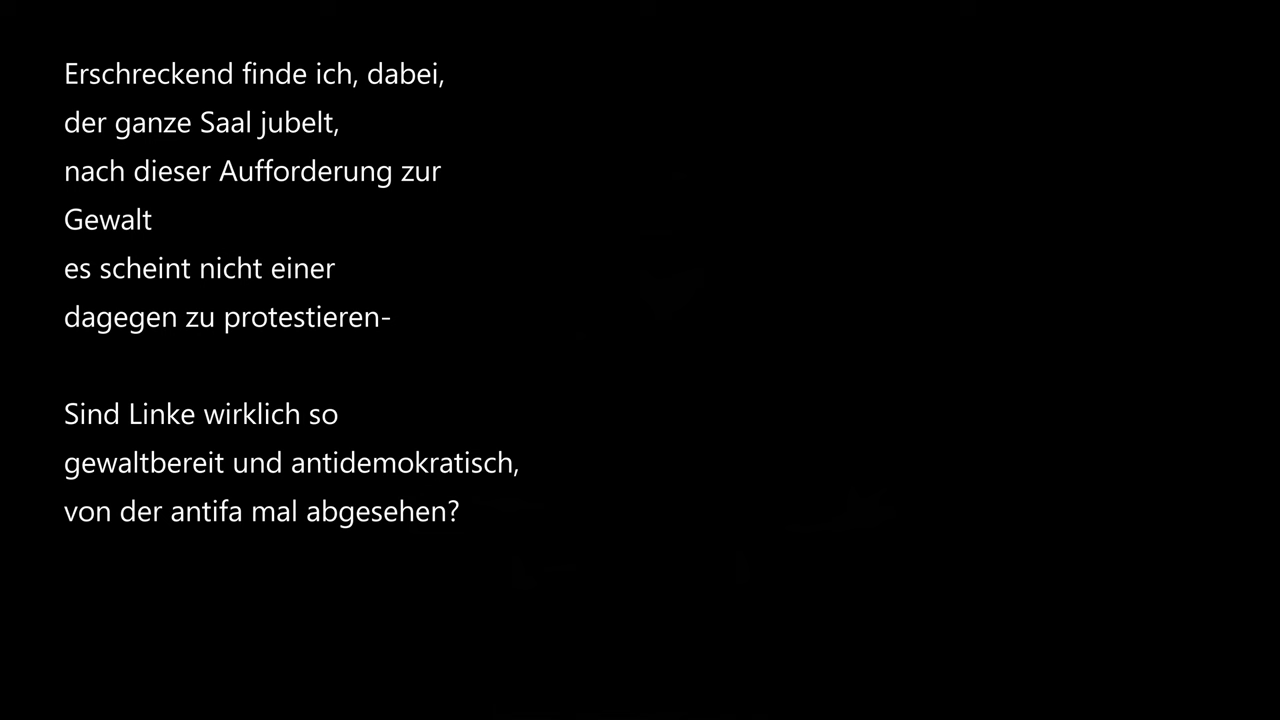 Erschreckend finde ich, dabei,
der ganze Saal jubelt,
nach dieser Aufforderung zur
Gewalt
es scheint nicht einer
dagegen zu protestieren-
Sind Linke wirklich so
gewaltbereit und antidemokratisch,
von der antifa mal abgesehen?